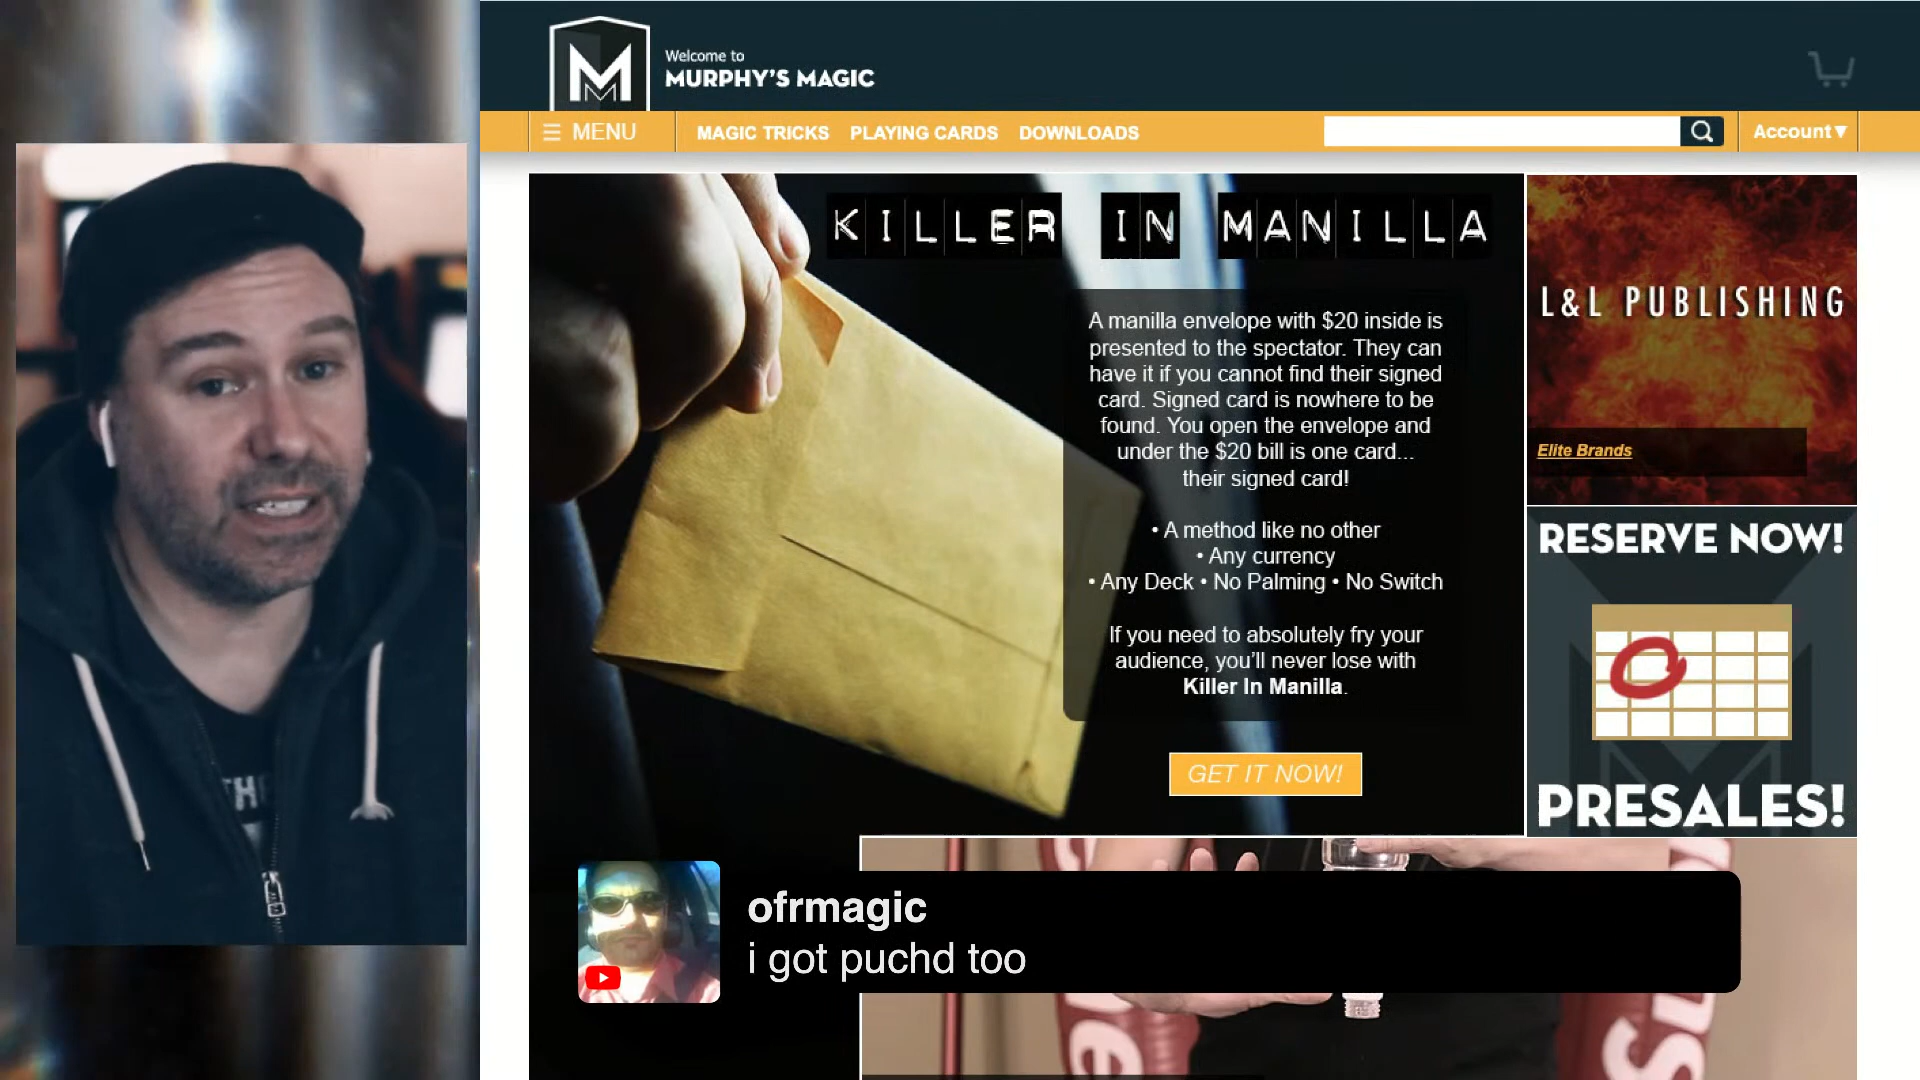 Welcome to
MURPHY'S MAGIC
MENU
MAGIC TRICKS
PLAYING CARDS
DOWNLOADS
Account▼
KILLER IN MANILLA
A manilla envelope with $20 inside is
presented to the spectator. They can
have it if you cannot find their signed
card. Signed card is nowhere to be
found. You open the envelope and
under the $20 bill is one card...
their signed card!
• A method like no other
• Any currency
• Any Deck • No Palming • No Switch
If you need to absolutely fry your
audience, you'll never lose with
Killer In Manilla.
GET IT NOW!
L&L PUBLISHING
Elite Brands
RESERVE NOW!
PRESALES!
ofrmagic
i got puchd too